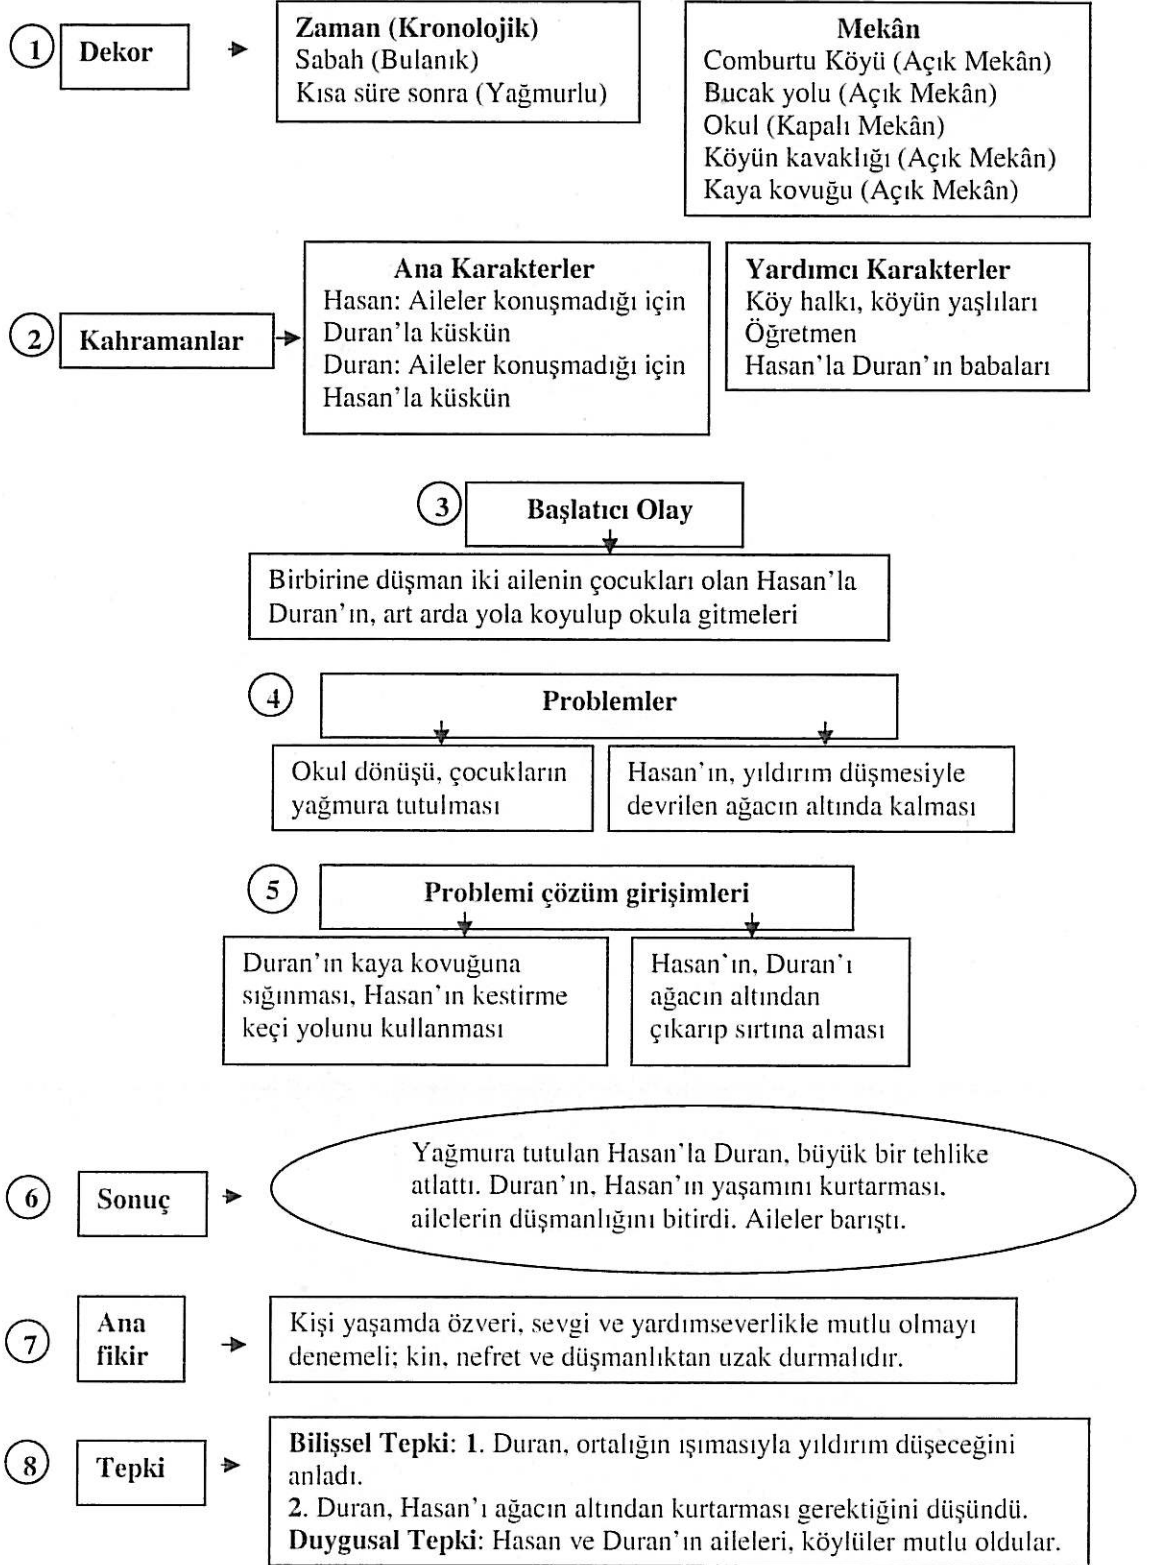 1
Dekor
Zaman (Kronolojik)
Sabah (Bulanık)
Kısa süre sonra (Yağmurlu)
Mekân
Comburtu Köyü (Açık Mekân)
Bucak yolu (Açık Mekân)
Okul (Kapalı Mekân)
Köyün kavaklığı (Açık Mekân)
Kaya kovuğu (Açık Mekân)
2
Kahramanlar
Ana Karakterler
Hasan: Aileler konuşmadığı için
Duran'la küskün
Duran: Aileler konuşmadığı için
Hasan'la küskün
Yardımcı Karakterler
Köy halkı, köyün yaşlıları
Öğretmen
Hasan'la Duran'ın babaları
3
Başlatıcı Olay
Birbirine düşman iki ailenin çocukları olan Hasan'la
Duran'ın, art arda yola koyulup okula gitmeleri
4
Problemler
Okul dönüşü, çocukların
yağmura tutulması
Hasan'ın, yıldırım düşmesiyle
devrilen ağacın altında kalması
5
Problemi çözüm girişimleri
Duran'ın kaya kovuğuna
sığınması, Hasan'ın kestirme
keçi yolunu kullanması
Hasan'ın, Duran'ı
ağacın altından
çıkarıp sırtına alması
6
Sonuç
Yağmura tutulan Hasan'la Duran, büyük bir tehlike
atlattı. Duran'ın, Hasan'ın yaşamını kurtarması,
ailelerin düşmanlığını bitirdi. Aileler barıştı.
7
Ana
fikir
Kişi yaşamda özveri, sevgi ve yardımseverlikle mutlu olmayı
denemeli; kin, nefret ve düşmanlıktan uzak durmalıdır.
8
Tepki
Bilişsel Tepki: 1. Duran, ortalığın ışımasıyla yıldırım düşeceğini
anladı.
2. Duran, Hasan'ı ağacın altından kurtarması gerektiğini düşündü.
Duygusal Tepki: Hasan ve Duran'ın aileleri, köylüler mutlu oldular.